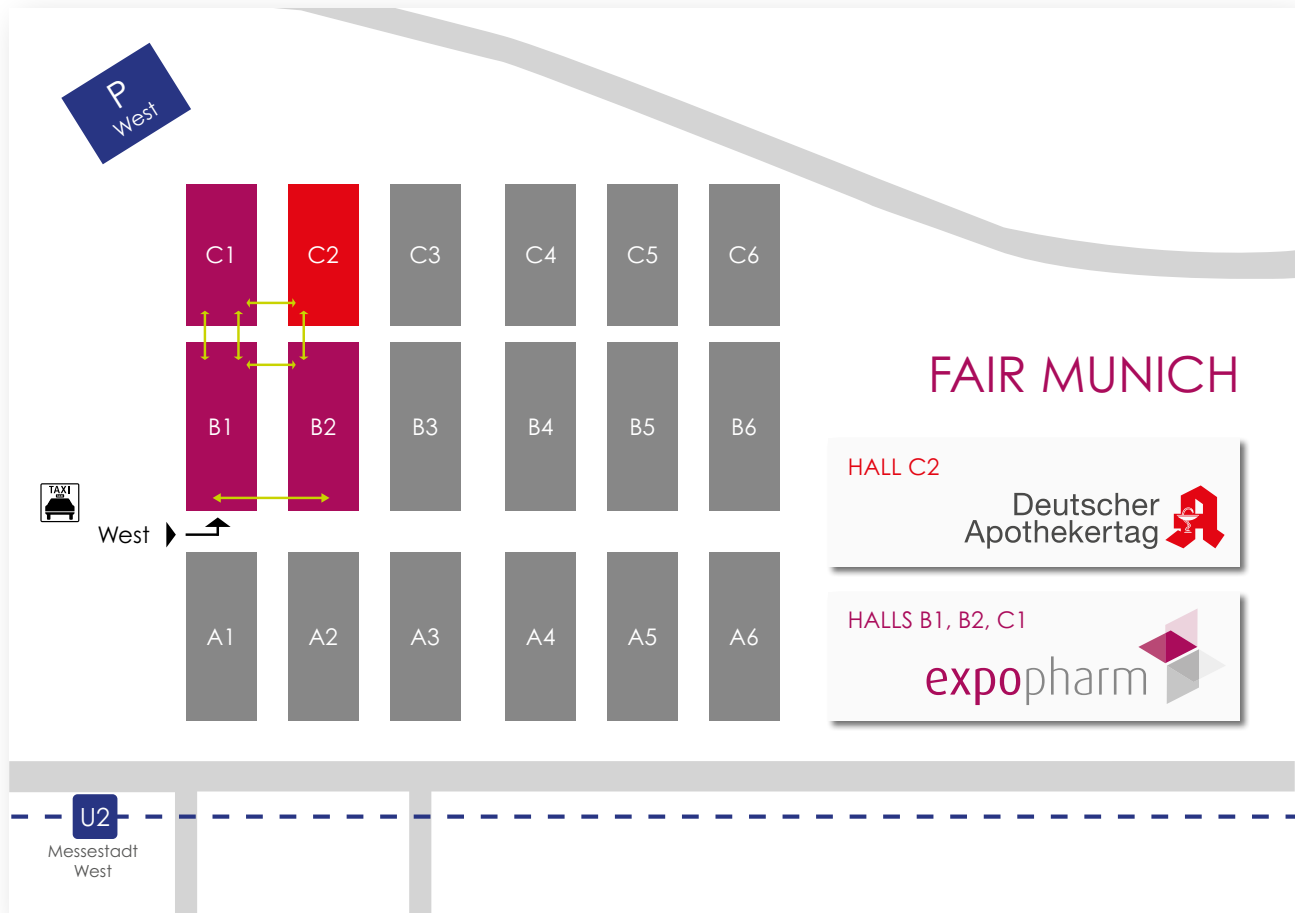 P
West
C1
C2
C3
C4
C5
C6
FAIR MUNICH
B1
B2
B3
B4
B5
B6
HALL C2
Deutscher
Apothekertag
TAXI
West
HALLS B1, B2, C1
expopharm
A1
A2
A3
A4
A5
A6
U2
Messestadt
West